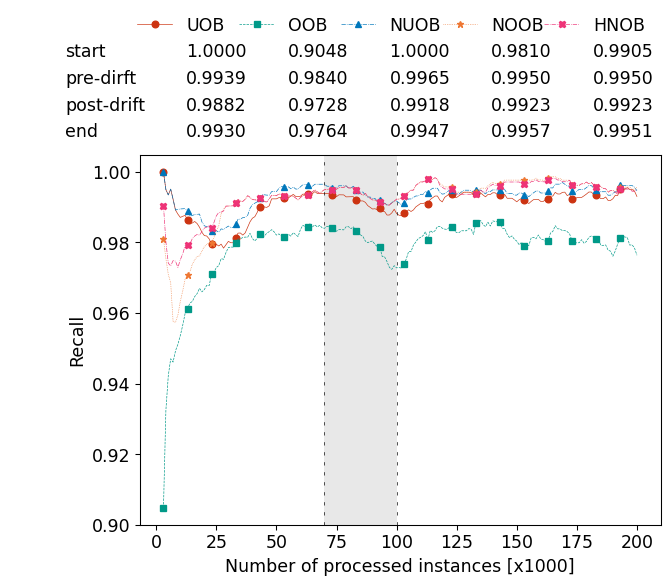 UOB OOB NUOB NOOB HNOB
start 1.0000 0.9048 1.0000 0.9810 0.9905
pre-dirft 0.9939 0.9840 0.9965 0.9950 0.9950
post-drift 0.9882 0.9728 0.9918 0.9923 0.9923
end 0.9930 0.9764 0.9947 0.9957 0.9951
1.00
0.98
0.96
0.94
0.92
0.90
Recall
0 25 50 75 100 125 150 175 200
Number of processed instances [x1000]